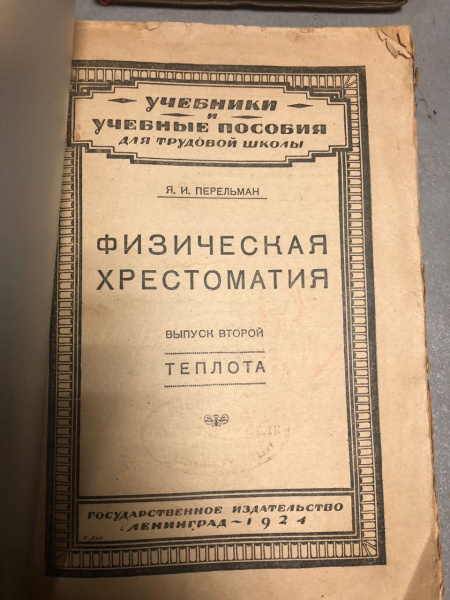 УЧЕБНИКИ
И
УЧЕБНЫЕ ПОСОБИЯ
ДЛЯ ТРУДОВОЙ ШКОЛЫ
Я. И. ПЕРЕЛЬМАН
ФИЗИЧЕСКАЯ
ХРЕСТОМАТИЯ
ВЫПУСК ВТОРОЙ
ТЕПЛОТА
ГОСУДАРСТВЕННОЕ ИЗДАТЕЛЬСТВО
ЛЕНИНГРАД~1924